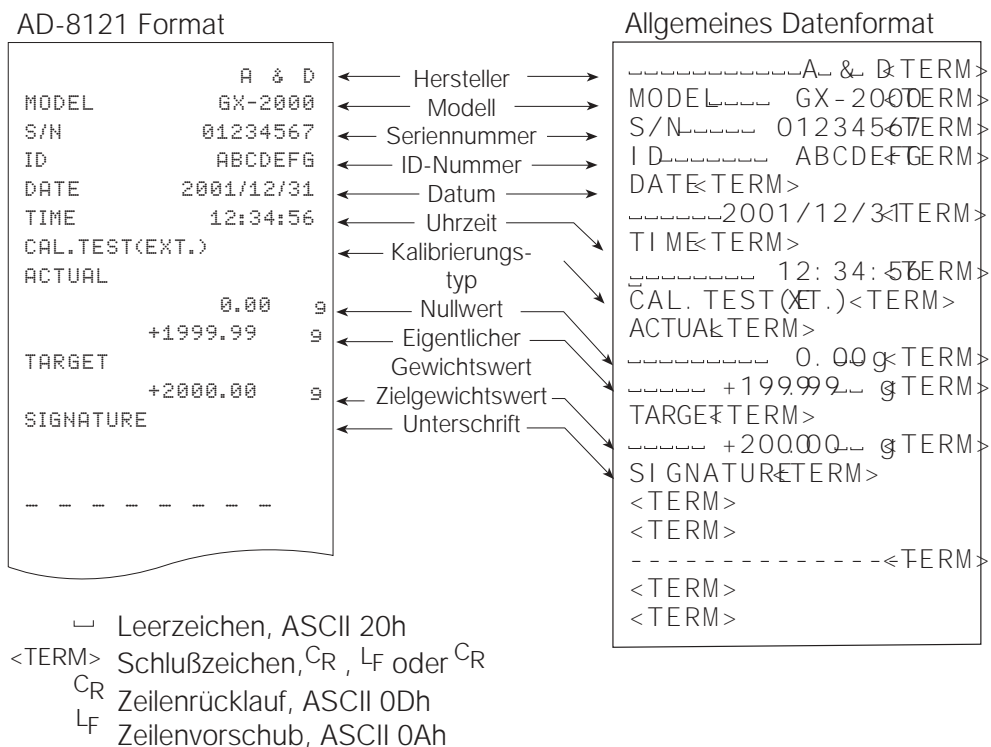 AD-8121 Format
A & D
MODEL GX-2000
S/N 01234567
ID ABCDEFG
DATE 2001/12/31
TIME 12:34:56
CAL.TEST(EXT.)
ACTUAL
0.00 g
+1999.99 g
TARGET
+2000.00 g
SIGNATURE
_ _ _ _ _ _ _ _
Hersteller
Modell
Seriennummer
ID-Nummer
Datum
Uhrzeit
Kalibrierungs-
typ
Nullwert
Eigentlicher
Gewichtswert
Zielgewichtswert
Unterschrift
Allgemeines Datenformat
␣␣␣␣␣␣␣␣␣␣␣A␣&␣D<TERM>
MODEL␣␣␣␣ GX-2000<TERM>
S/N␣␣␣␣␣ 01234567<TERM>
ID␣␣␣␣␣␣␣ ABCDEFG<TERM>
DATE<TERM>
␣␣␣␣␣␣2001/12/31<TERM>
TIME<TERM>
␣␣␣␣␣␣␣␣ 12:34:56<TERM>
CAL.TEST(EXT.)<TERM>
ACTUAL<TERM>
␣␣␣␣␣␣␣␣␣ 0.00 g<TERM>
␣␣␣␣␣ +1999.99␣␣ g<TERM>
TARGET<TERM>
␣␣␣␣␣ +2000.00␣␣ g<TERM>
SIGNATURE<TERM>
<TERM>
<TERM>
---------------<TERM>
<TERM>
<TERM>
␣ Leerzeichen, ASCII 20h
<TERM> Schlußzeichen, CR , LF oder CR
CR Zeilenrücklauf, ASCII 0Dh
LF Zeilenvorschub, ASCII 0Ah